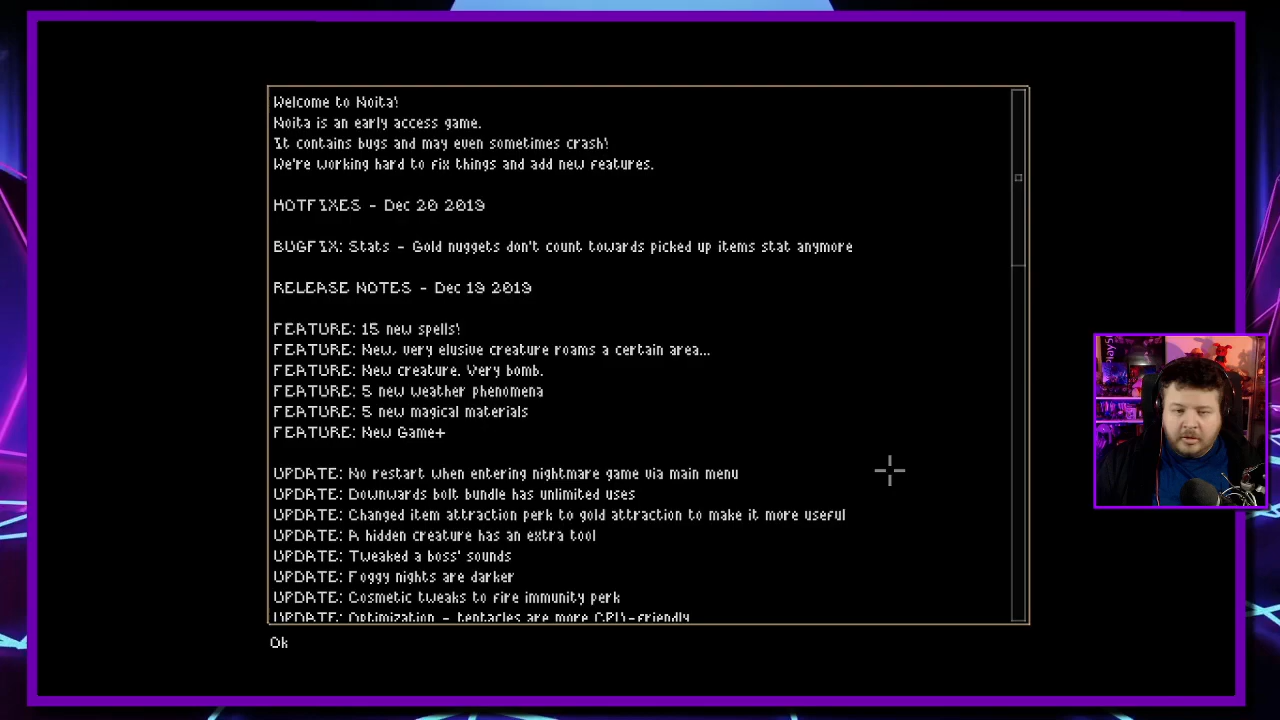 Welcome to Noita!
Noita is an early access game.
It contains bugs and may even sometimes crash!
We're working hard to fix things and add new features.
HOTFIXES - Dec 20 2019
BUGFIX: Stats - Gold nuggets don't count towards picked up items stat anymore
RELEASE NOTES - Dec 19 2019
FEATURE: 15 new spells!
FEATURE: New, very elusive creature roams a certain area...
FEATURE: New creature. Very bomb.
FEATURE: 5 new weather phenomena
FEATURE: 5 new magical materials
FEATURE: New Game+
UPDATE: No restart when entering nightmare game via main menu
UPDATE: Downwards bolt bundle has unlimited uses
UPDATE: Changed item attraction perk to gold attraction to make it more useful
UPDATE: A hidden creature has an extra tool
UPDATE: Tweaked a boss' sounds
UPDATE: Foggy nights are darker
UPDATE: Cosmetic tweaks to fire immunity perk
UPDATE: Optimization - tentacles are more CPU-friendly
Ok